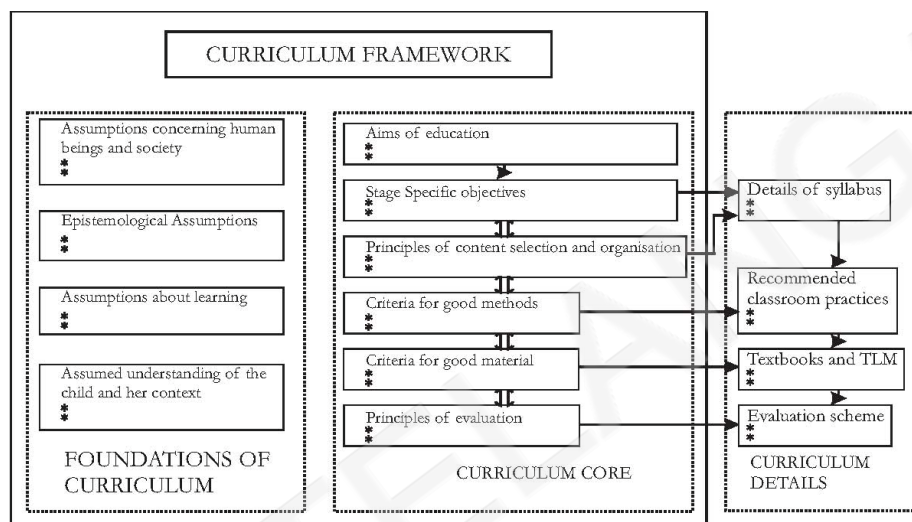 CURRICULUM FRAMEWORK
Assumptions concerning human
beings and society
*
*
Epistemological Assumptions
*
*
Assumptions about learning
*
*
Assumed understanding of the
child and her context
*
*
FOUNDATIONS OF
CURRICULUM
Aims of education
*
*
Stage Specific objectives
*
*
Principles of content selection and organisation
*
*
Criteria for good methods
*
*
Criteria for good material
*
*
Principles of evaluation
*
*
CURRICULUM CORE
Details of syllabus
*
*
Recommended
classroom practices
*
*
Textbooks and TLM
*
*
Evaluation scheme
*
*
CURRICULUM
DETAILS